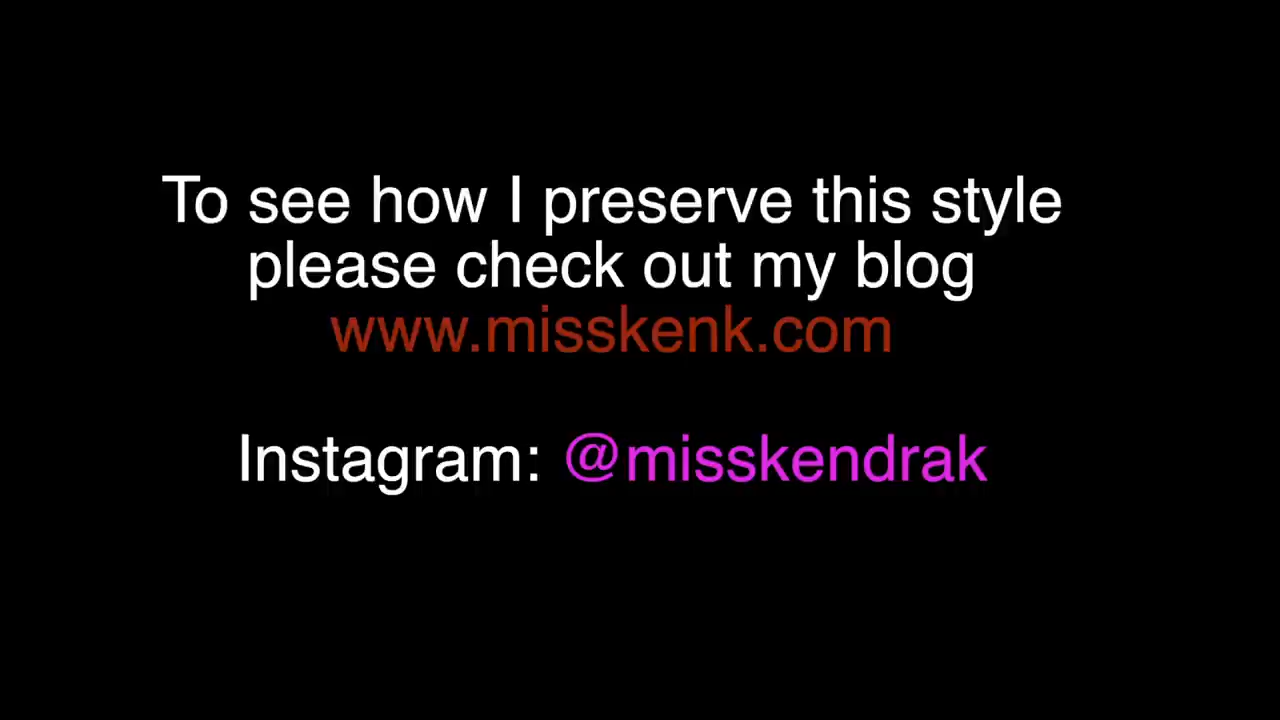 To see how I preserve this style
please check out my blog
www.misskenk.com
Instagram: @misskendrak